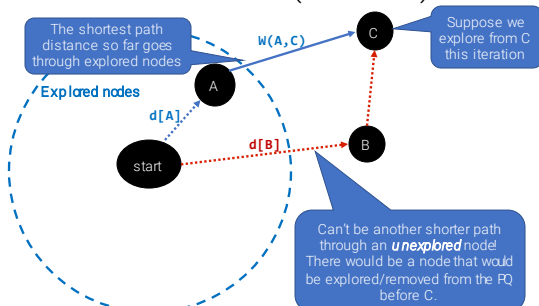 The shortest path
distance so far goes
through explored nodes
W(A,C)
C
Suppose we
explore from C
this iteration
Explored nodes
A
d[A]
d[B]
B
start
Can't be another shorter path
through an unexplored node!
There would be a node that would
be explored/removed from the PQ
before C.